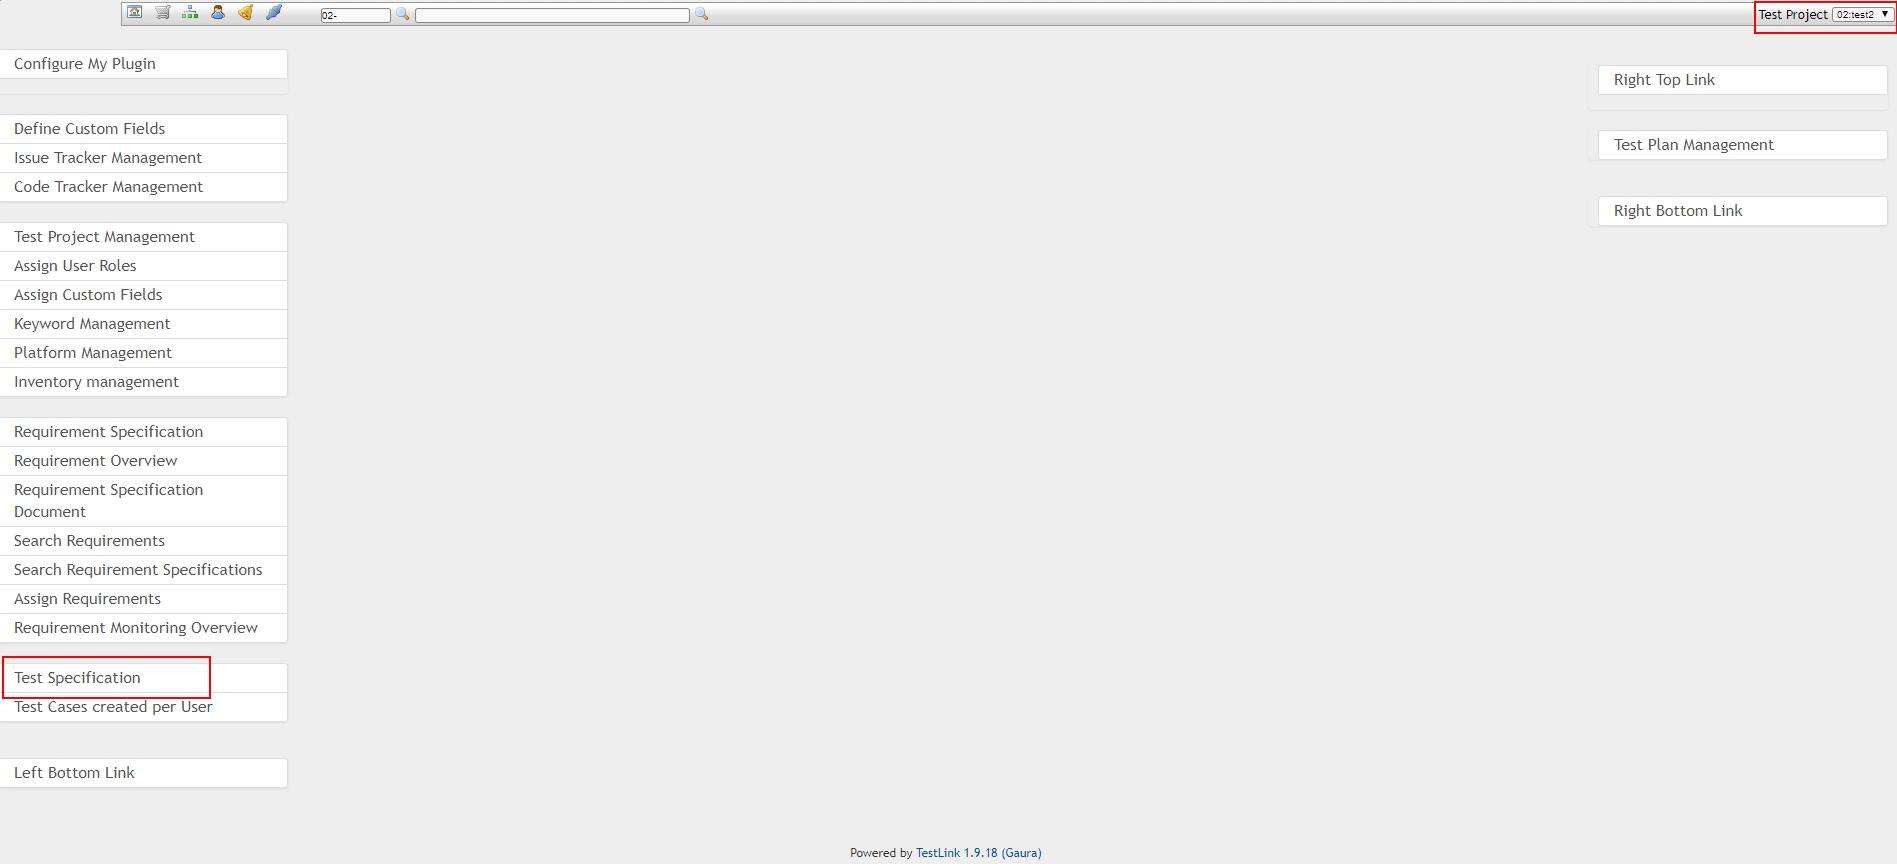 02-
Test Project 02:test2
Configure My Plugin
Define Custom Fields
Issue Tracker Management
Code Tracker Management
Test Project Management
Assign User Roles
Assign Custom Fields
Keyword Management
Platform Management
Inventory management
Requirement Specification
Requirement Overview
Requirement Specification
Document
Search Requirements
Search Requirement Specifications
Assign Requirements
Requirement Monitoring Overview
Test Specification
Test Cases created per User
Left Bottom Link
Right Top Link
Test Plan Management
Right Bottom Link
Powered by TestLink 1.9.18 (Gaura)